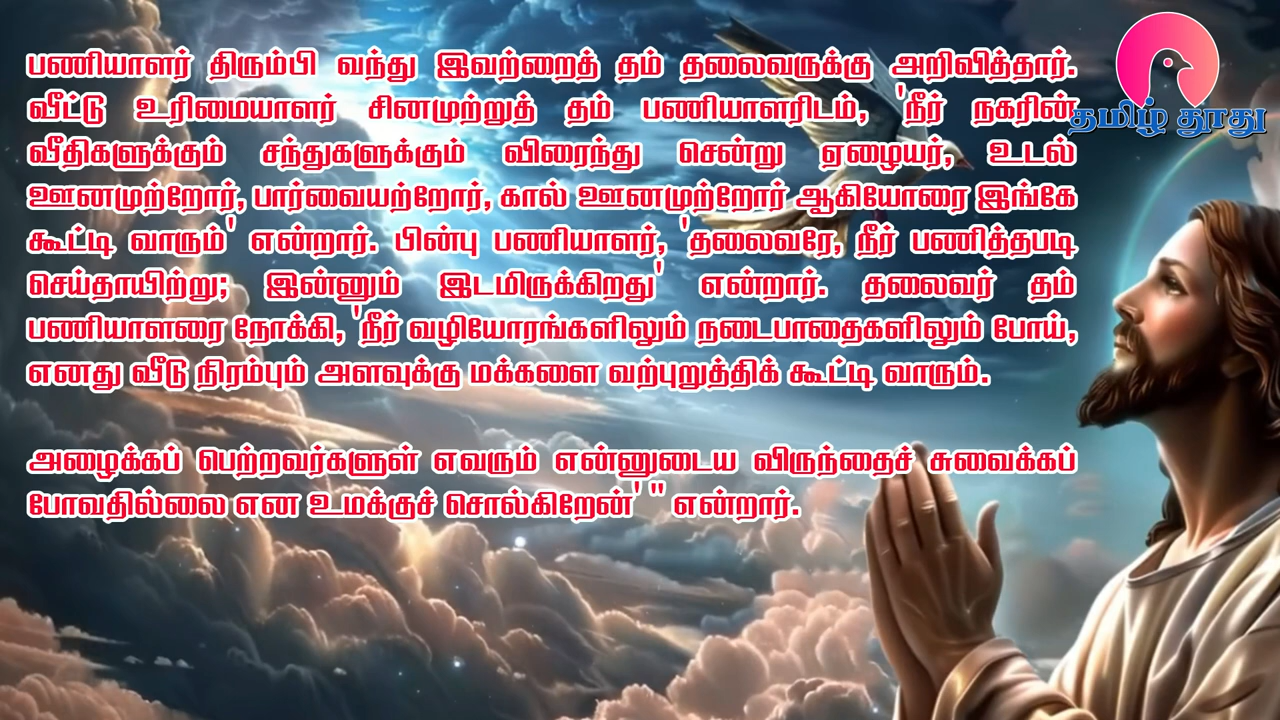 பணியாளர் திரும்பி வந்து இவற்றைத் தம் தலைவருக்கு அறிவித்தார்.
வீட்டு உரிமையாளர் சினமுற்றுத் தம் பணியாளரிடம், 'நீர் நகரின்
வீதிகளுக்கும் சந்துகளுக்கும் விரைந்து சென்று ஏழையர், உடல்
ஊனமுற்றோர், பார்வையற்றோர், கால் ஊனமுற்றோர் ஆகியோரை இங்கே
கூட்டி வாரும்' என்றார். பின்பு பணியாளர், 'தலைவரே, நீர் பணித்தபடி
செய்தாயிற்று; இன்னும் இடமிருக்கிறது' என்றார். தலைவர் தம்
பணியாளரை நோக்கி, 'நீர் வழியோரங்களிலும் நடைபாதைகளிலும் போய்,
எனது வீடு நிரம்பும் அளவுக்கு மக்களை வற்புறுத்திக் கூட்டி வாரும்.
அழைக்கப் பெற்றவர்களுள் எவரும் என்னுடைய விருந்தைச் சுவைக்கப்
போவதில்லை என உமக்குச் சொல்கிறேன்' " என்றார்.
தமிழ் தூது